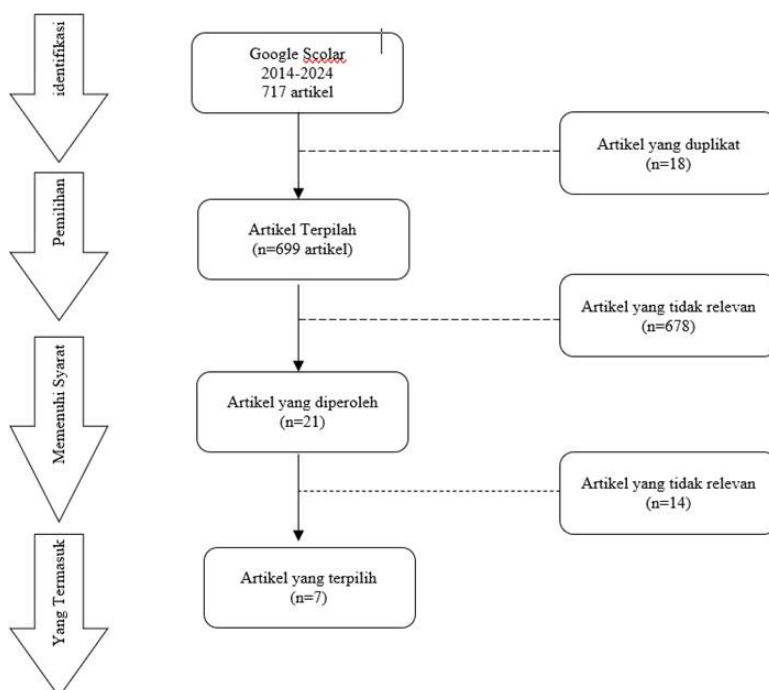 identifikasi
Google Scolar
2014-2024
717 artikel
Artikel yang duplikat
(n=18)
Pemilihan
Artikel Terpilah
(n=699 artikel)
Artikel yang tidak relevan
(n=678)
Memenuhi Syarat
Artikel yang diperoleh
(n=21)
Artikel yang tidak relevan
(n=14)
Yang Termasuk
Artikel yang terpilih
(n=7)